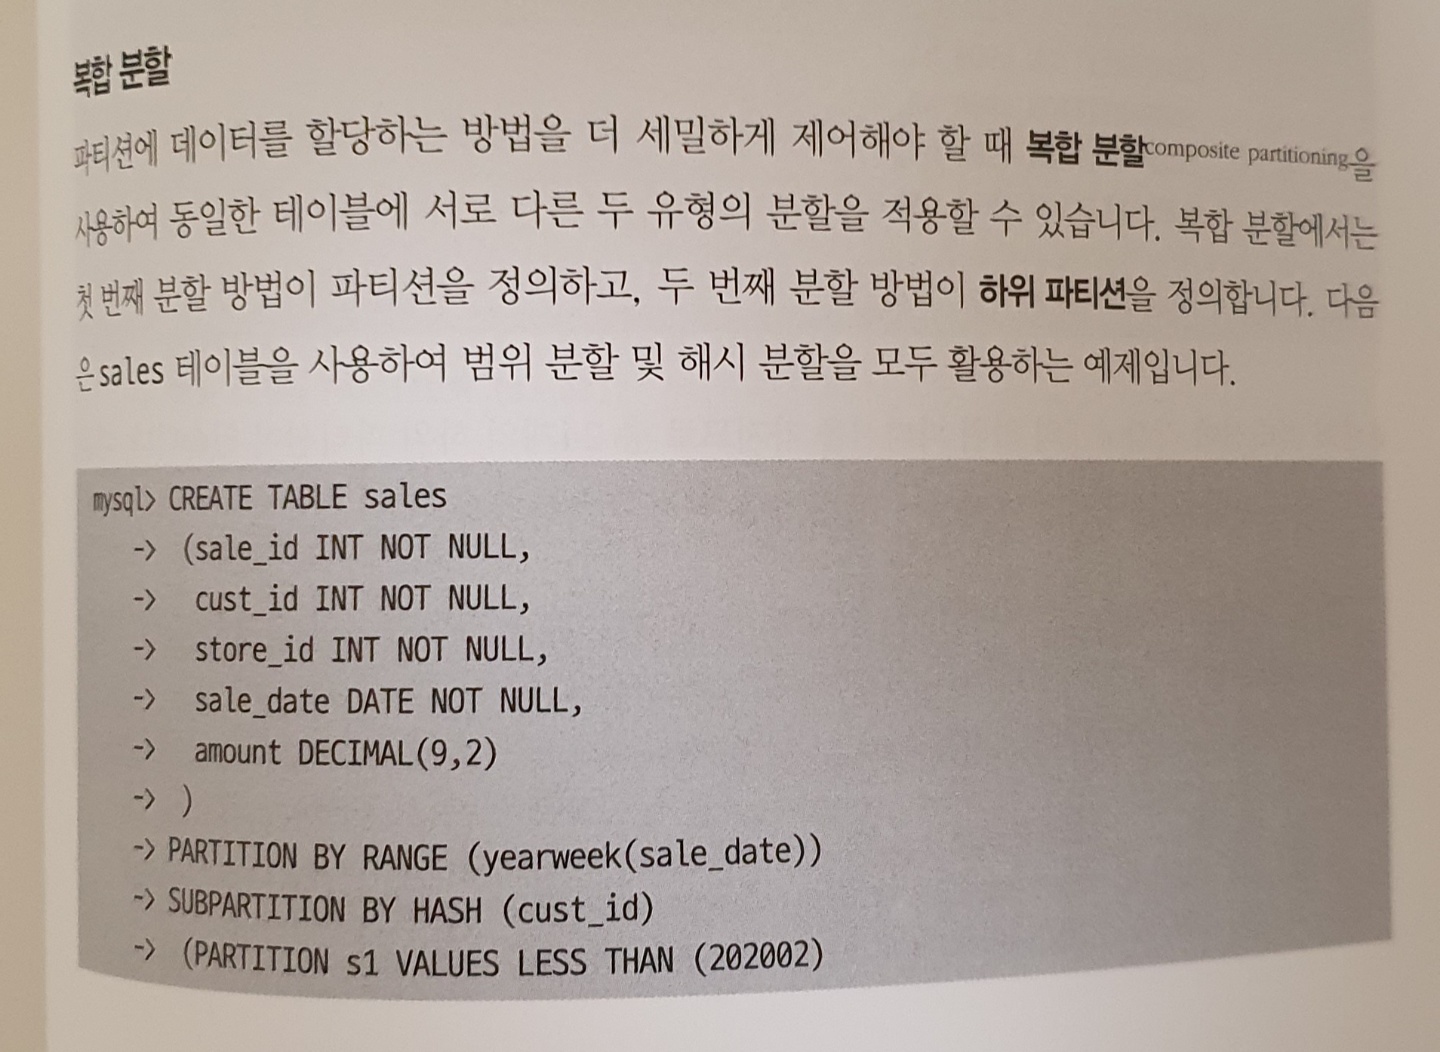 복합 분할
파티션에 데이터를 할당하는 방법을 더 세밀하게 제어해야 할 때 복합 분할composite partitioning을
사용하여 동일한 테이블에 서로 다른 두 유형의 분할을 적용할 수 있습니다. 복합 분할에서는
첫 번째 분할 방법이 파티션을 정의하고, 두 번째 분할 방법이 하위 파티션을 정의합니다. 다음
은 sales 테이블을 사용하여 범위 분할 및 해시 분할을 모두 활용하는 예제입니다.
mysql> CREATE TABLE sales
-> (sale_id INT NOT NULL,
-> cust_id INT NOT NULL,
-> store_id INT NOT NULL,
-> sale_date DATE NOT NULL,
-> amount DECIMAL(9,2)
-> )
-> PARTITION BY RANGE (yearweek(sale_date))
-> SUBPARTITION BY HASH (cust_id)
-> (PARTITION s1 VALUES LESS THAN (202002)